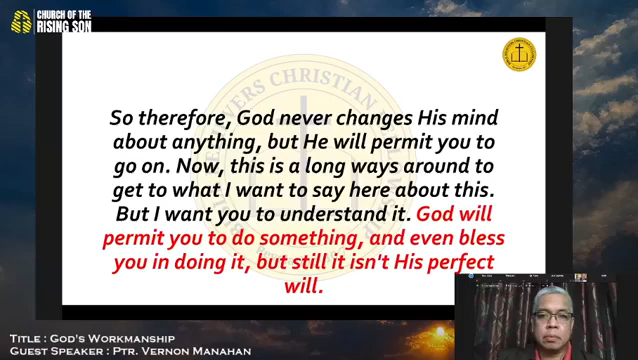 CHURCH OF THE
RISING SON
So therefore, God never changes His mind
about anything, but He will permit you to
go on. Now, this is a long ways around to
get to what I want to say here about this.
But I want you to understand it. God will
permit you to do something, and even bless
you in doing it, but still it isn't His perfect
will.
Title : God's Workmanship
Guest Speaker : Ptr. Vernon Manahan